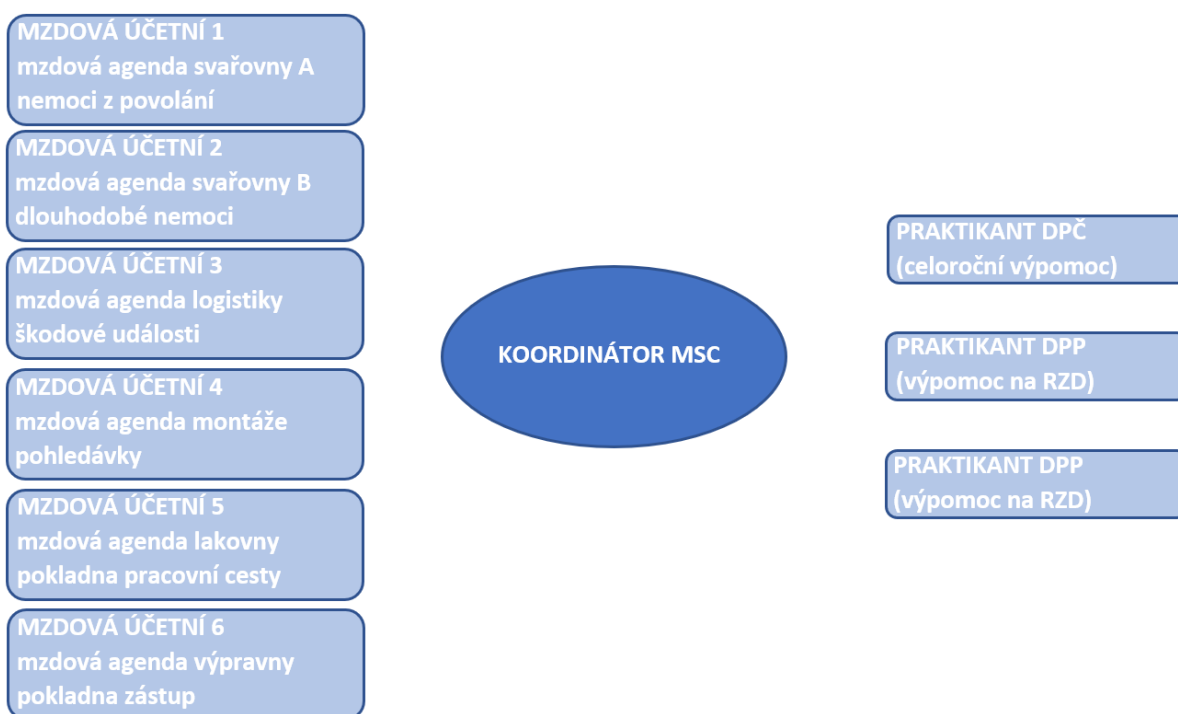 MZDOVÁ ÚČETNÍ 1
mzdová agenda svařovny A
nemoci z povolání
MZDOVÁ ÚČETNÍ 2
mzdová agenda svařovny B
dlouhodobé nemoci
MZDOVÁ ÚČETNÍ 3
mzdová agenda logistiky
škodové události
MZDOVÁ ÚČETNÍ 4
mzdová agenda montáže
pohledávky
MZDOVÁ ÚČETNÍ 5
mzdová agenda lakovny
pokladna pracovní cesty
MZDOVÁ ÚČETNÍ 6
mzdová agenda výpravny
pokladna zástup
KOORDINÁTOR MSC
PRAKTIKANT DPČ
(celoroční výpomoc)
PRAKTIKANT DPP
(výpomoc na RZD)
PRAKTIKANT DPP
(výpomoc na RZD)